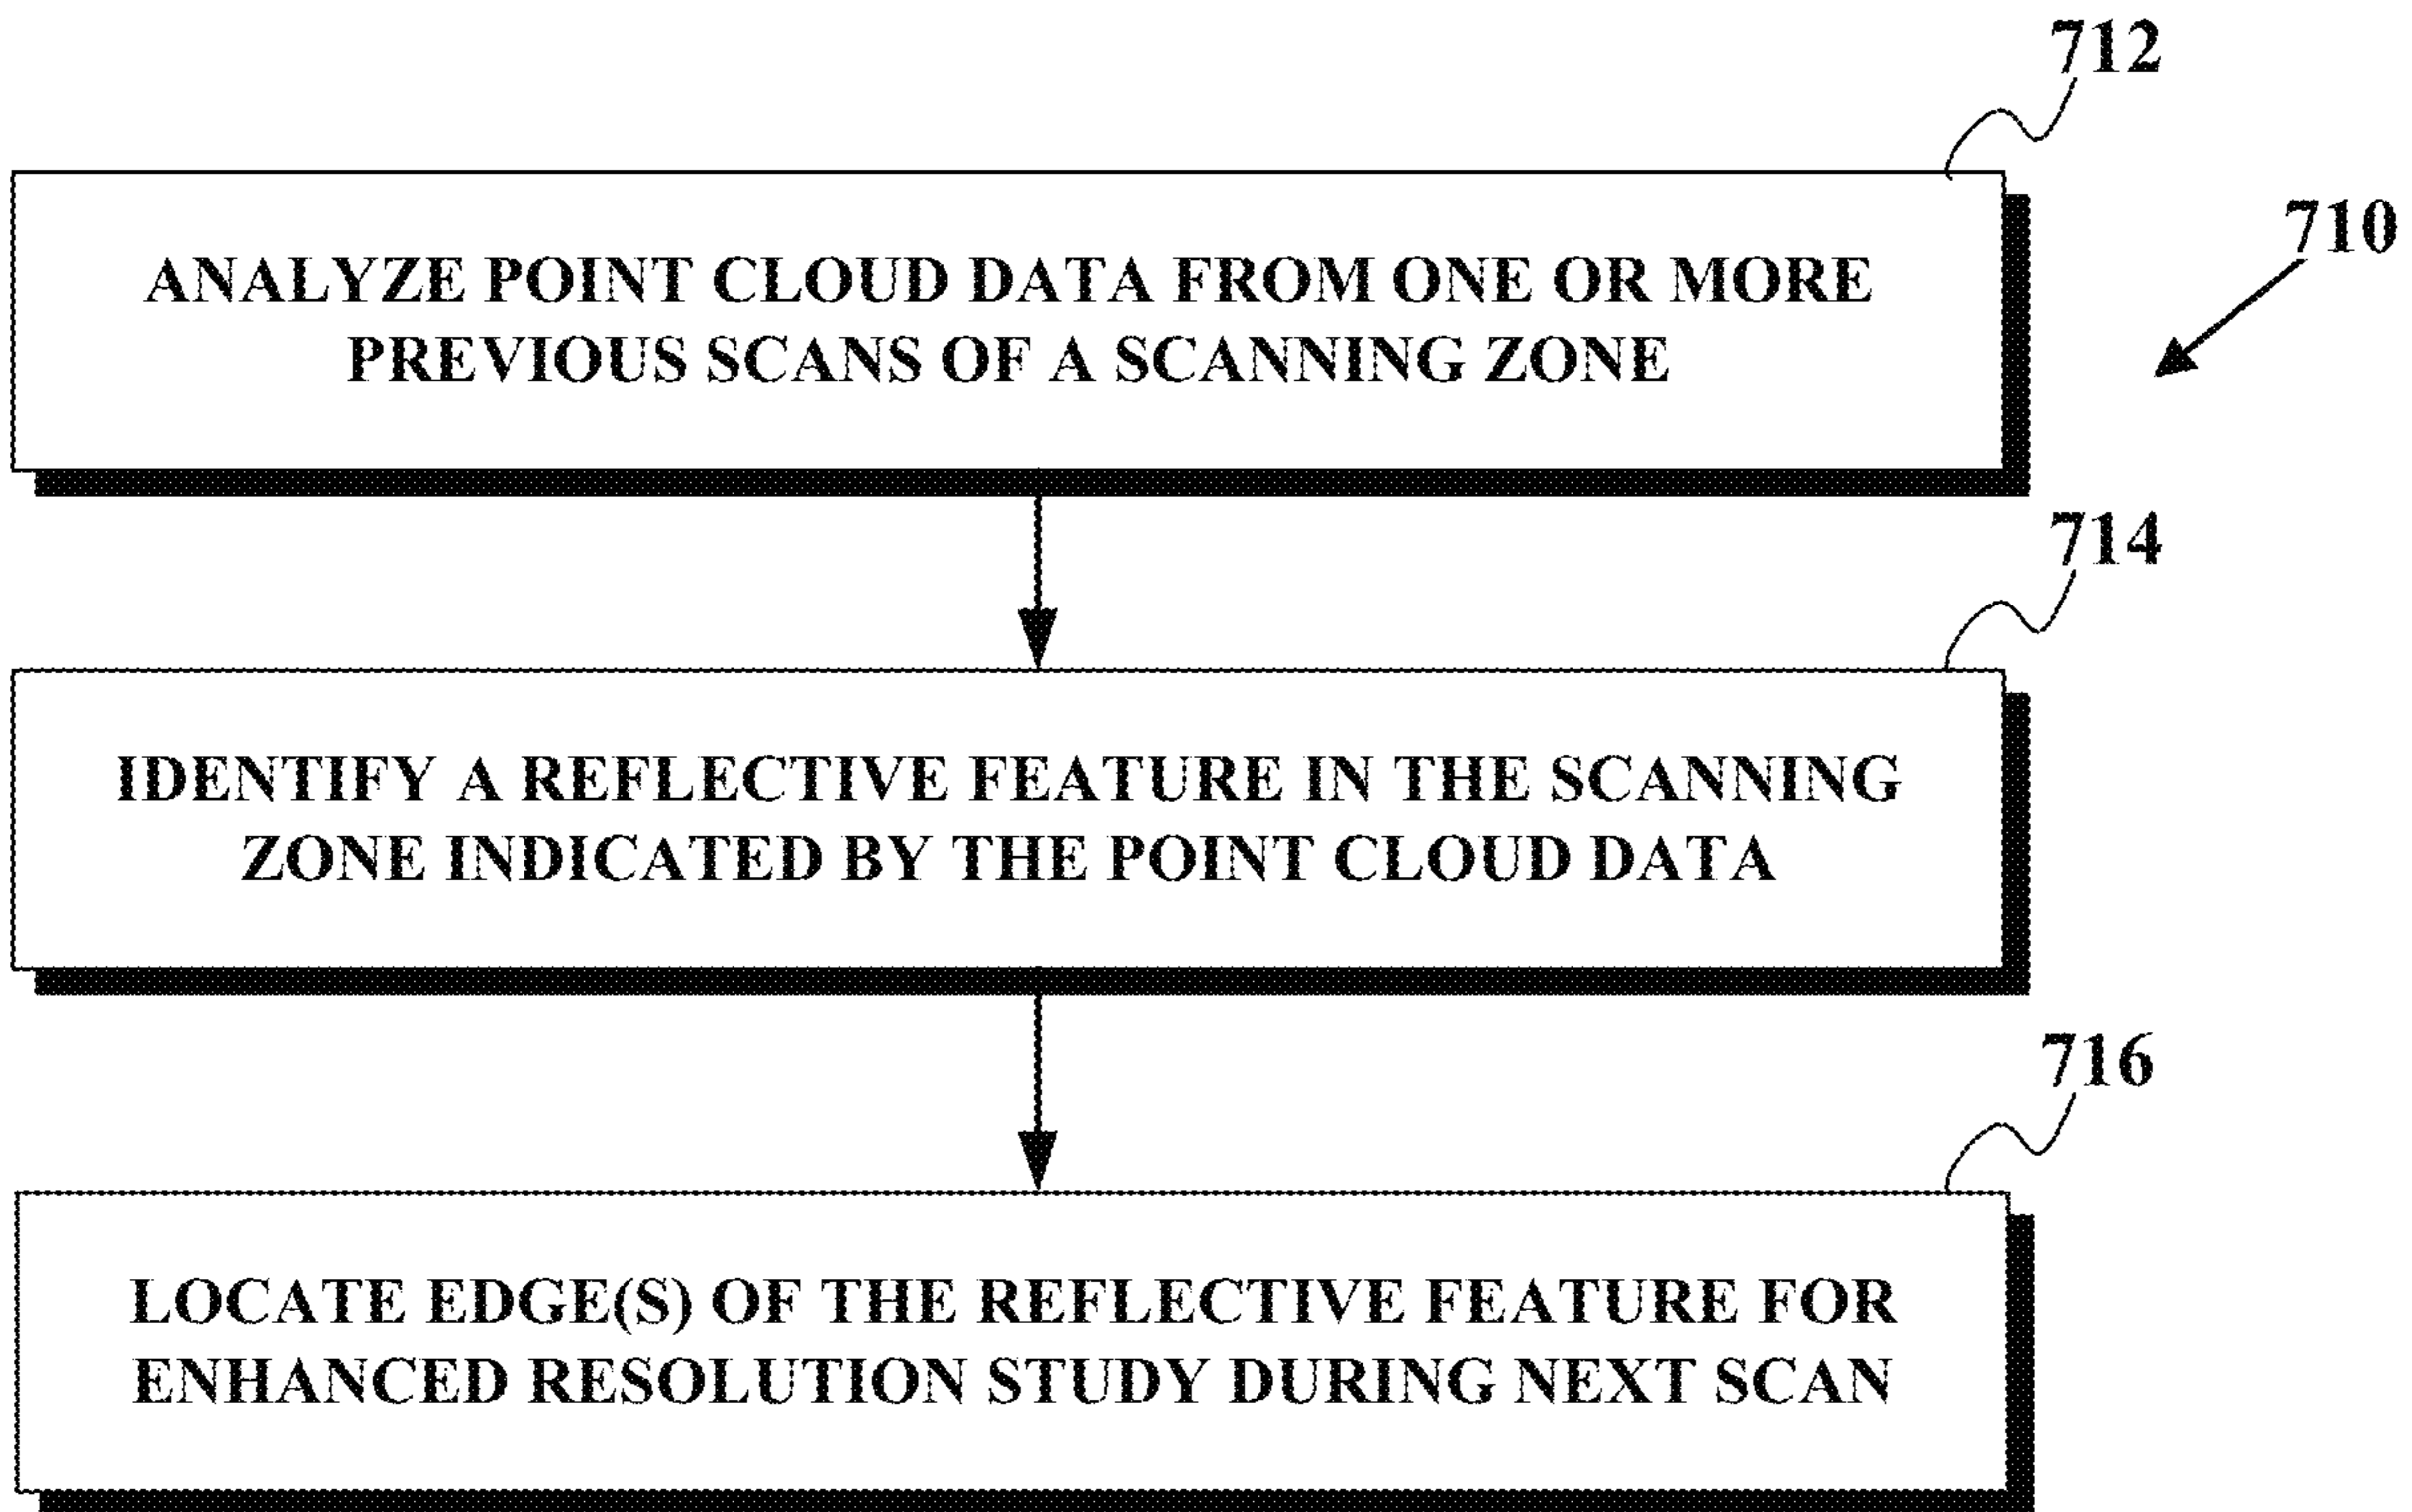 712
710
ANALYZE POINT CLOUD DATA FROM ONE OR MORE
PREVIOUS SCANS OF A SCANNING ZONE
714
IDENTIFY A REFLECTIVE FEATURE IN THE SCANNING
ZONE INDICATED BY THE POINT CLOUD DATA
716
LOCATE EDGE(S) OF THE REFLECTIVE FEATURE FOR
ENHANCED RESOLUTION STUDY DURING NEXT SCAN